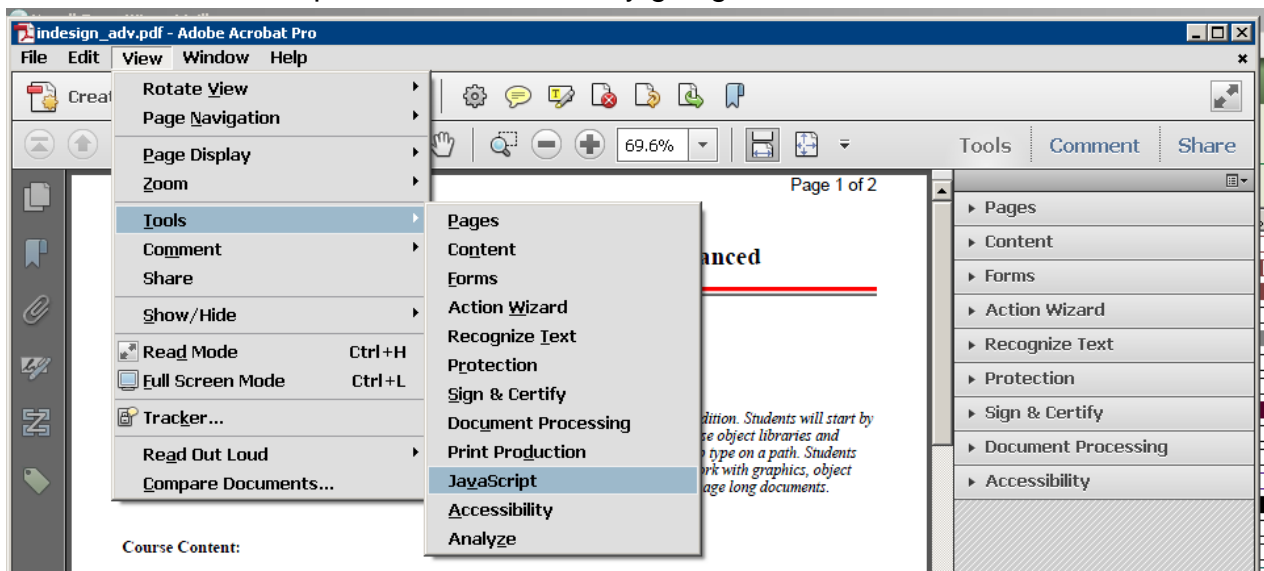 indesign_adv.pdf - Adobe Acrobat Pro
File Edit View Window Help
Creat
69.6%
Tools Comment Share
Rotate View
Page Navigation
Page Display
Zoom
Tools
Comment
Share
Show/Hide
Read Mode Ctrl+H
Full Screen Mode Ctrl+L
Tracker...
Read Out Loud
Compare Documents...
Pages
Content
Forms
Action Wizard
Recognize Text
Protection
Sign & Certify
Document Processing
Print Production
JavaScript
Accessibility
Analyze
Page 1 of 2
anced
dition. Students will start by
se object libraries and
type on a path. Students
rk with graphics, object
age long documents.
Course Content:
Pages
Content
Forms
Action Wizard
Recognize Text
Protection
Sign & Certify
Document Processing
Accessibility